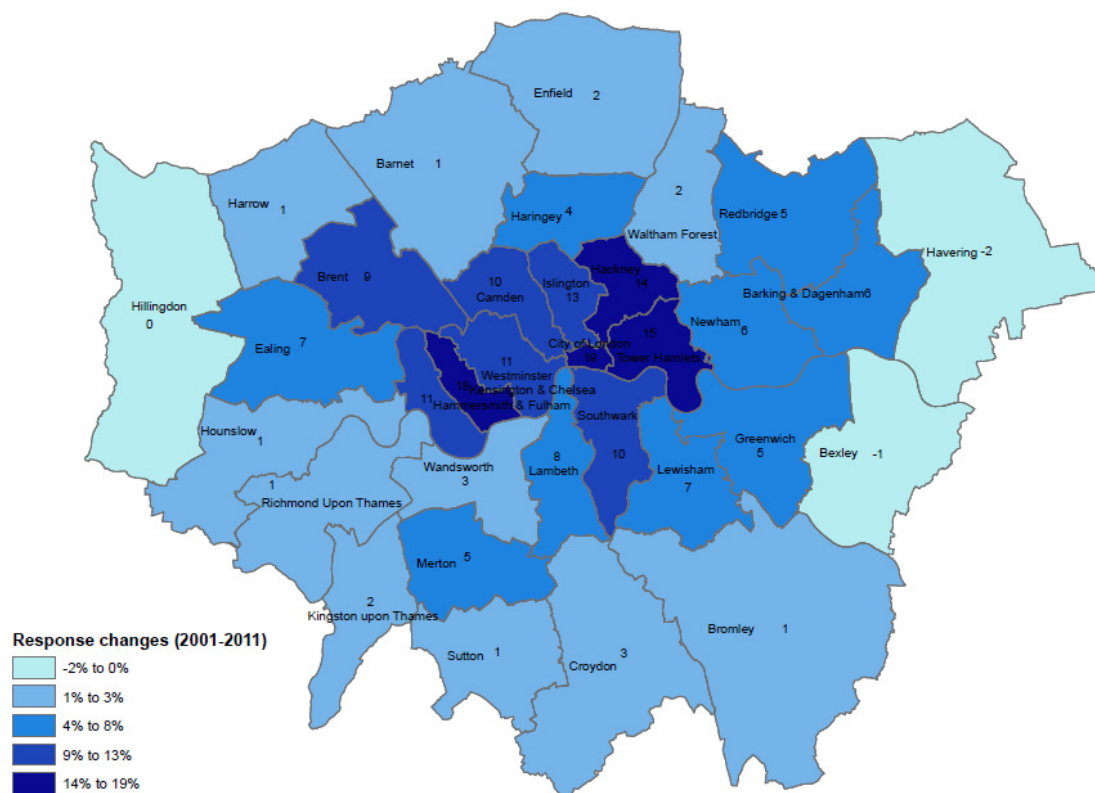 Enfield 2
Barnet 1
Harrow 1
Haringey 4
2
Waltham Forest
Redbridge 5
Havering -2
Hillingdon
0
Brent 9
10
Camden
Islington
13
Hackney
14
Barking & Dagenham 6
Newham
6
Ealing 7
11
Westminster
City of London
19
15
Tower Hamlets
Kensington & Chelsea
11
Hammersmith & Fulham
Southwark
10
Hounslow
1
1
Richmond Upon Thames
Wandsworth
3
8
Lambeth
Lewisham
7
Greenwich
5
Bexley -1
Merton 5
2
Kingston upon Thames
Sutton 1
Croydon 3
Bromley 1
Response changes (2001-2011)
-2% to 0%
1% to 3%
4% to 8%
9% to 13%
14% to 19%